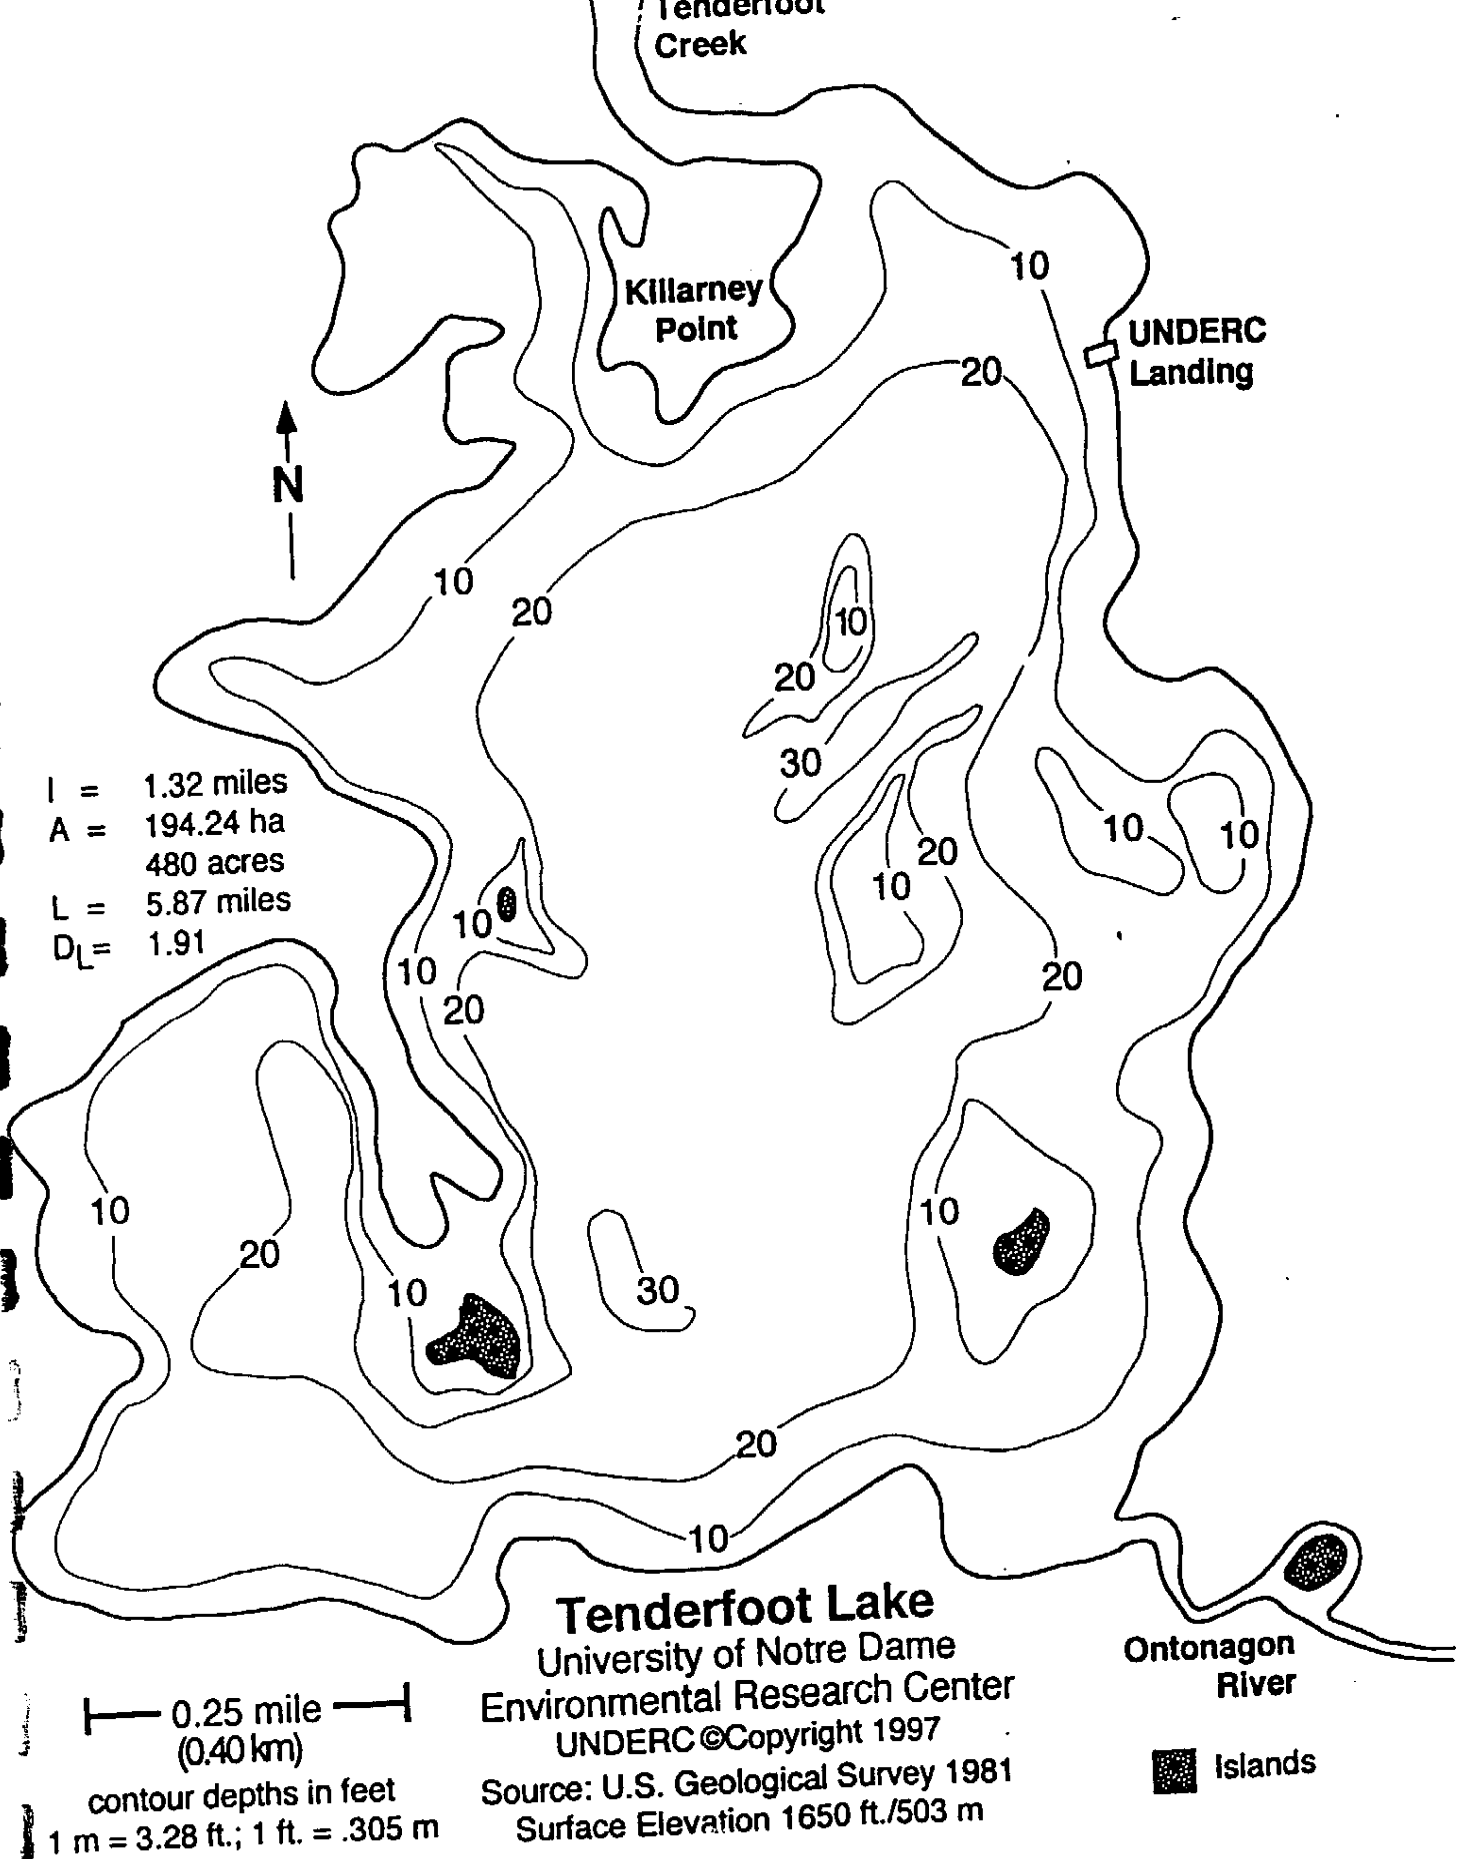 Tenderfoot
Creek
Killarney
Point
10
UNDERC
Landing
20
N
10
20
10
20
30
l = 1.32 miles
A = 194.24 ha
480 acres
L = 5.87 miles
DL= 1.91
10
10
20
10
10
10
20
20
10
20
10
10
20
10
30
20
10
Tenderfoot Lake
University of Notre Dame
Environmental Research Center
UNDERC ©Copyright 1997
Source: U.S. Geological Survey 1981
Surface Elevation 1650 ft./503 m
Ontonagon
River
0.25 mile
(0.40 km)
contour depths in feet
1 m = 3.28 ft.; 1 ft. = .305 m
Islands